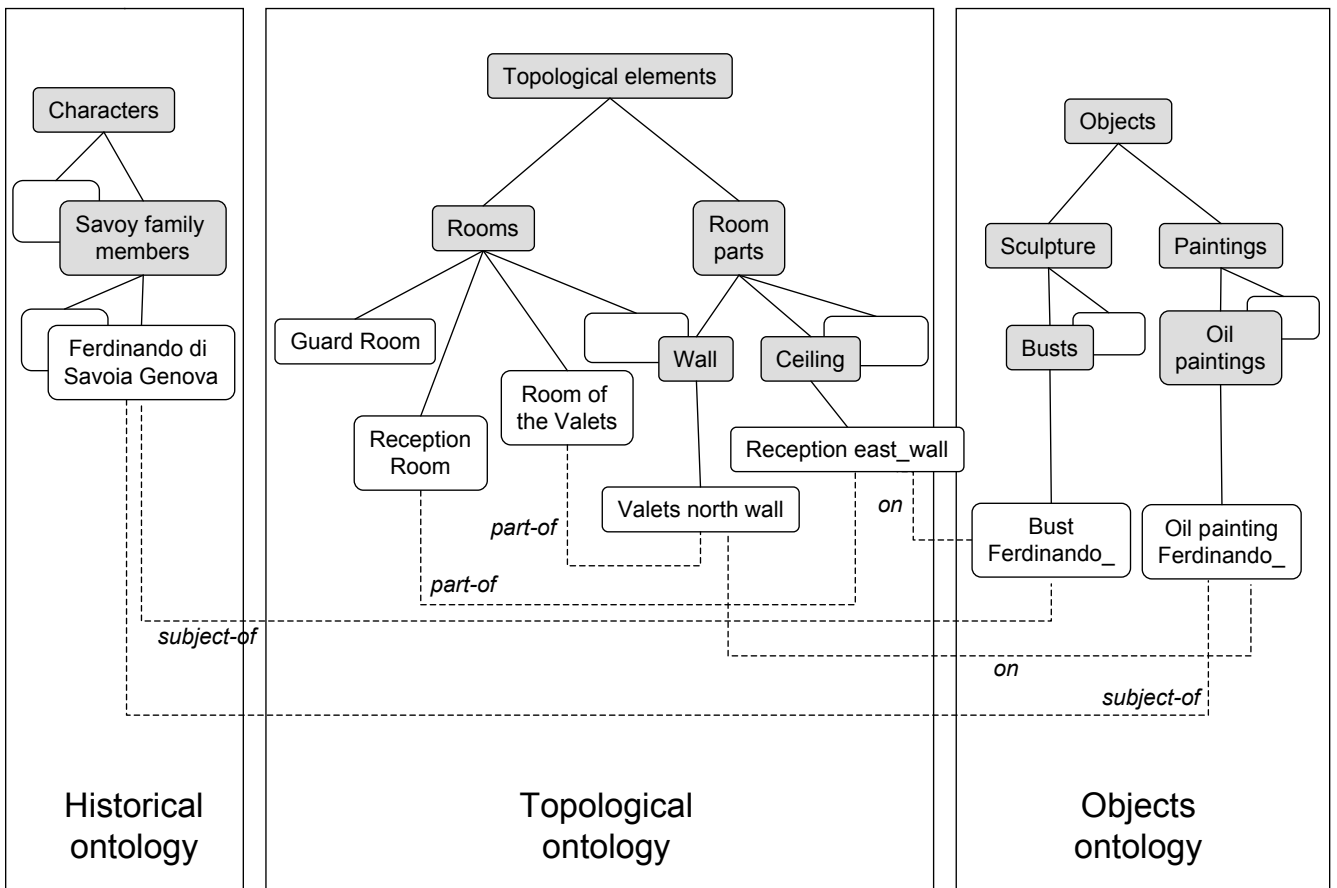 Topological elements
Characters
Objects
Savoy family
members
Rooms
Room
parts
Sculpture
Paintings
Guard Room
Ferdinando di
Savoia Genova
Wall
Ceiling
Busts
Oil
paintings
Room of
the Valets
Reception
Room
Reception east_wall
Valets north wall
on
part-of
Bust
Ferdinando_
Oil painting
Ferdinando_
part-of
subject-of
on
subject-of
Historical
ontology
Topological
ontology
Objects
ontology